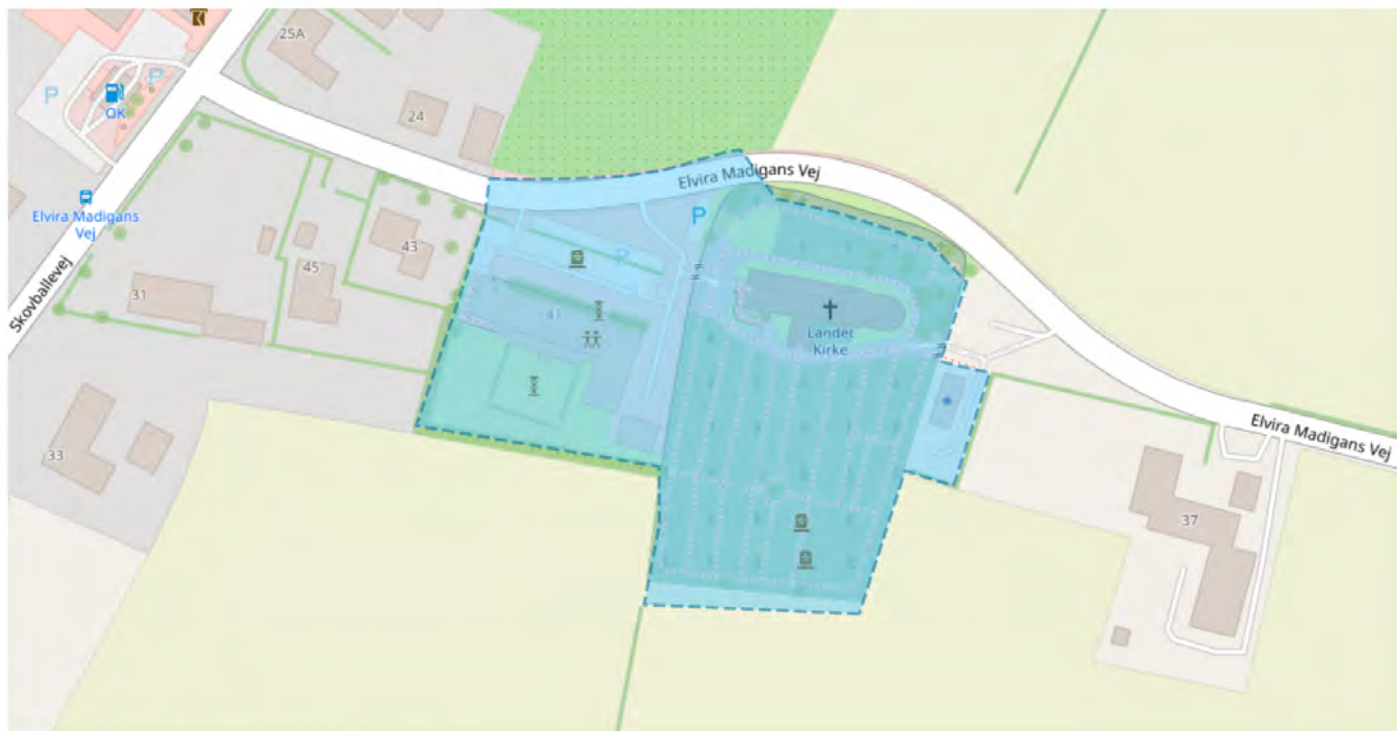 25A
P
P
OK
24
Elvira Madigans Vej
P
Elvira Madigans
Vej
43
P
45
31
41
Landet
Kirke
Skovballevej
Elvira Madigans Vej
33
37